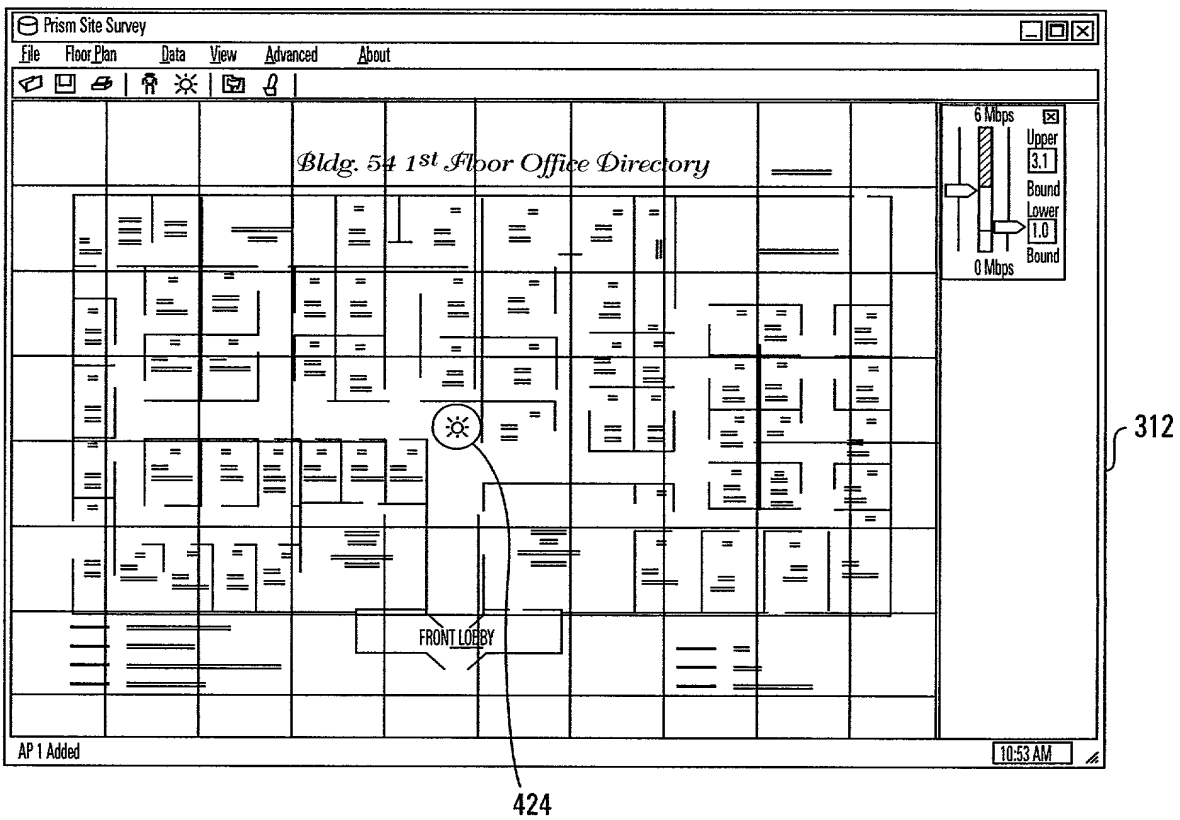 Prism Site Survey
File Floor Plan Data View Advanced About
Bldg. 54 1st Floor Office Directory
6 Mbps
Upper
3.1
Bound
Lower
1.0
Bound
0 Mbps
312
FRONT LOBBY
AP 1 Added
10:53 AM
424